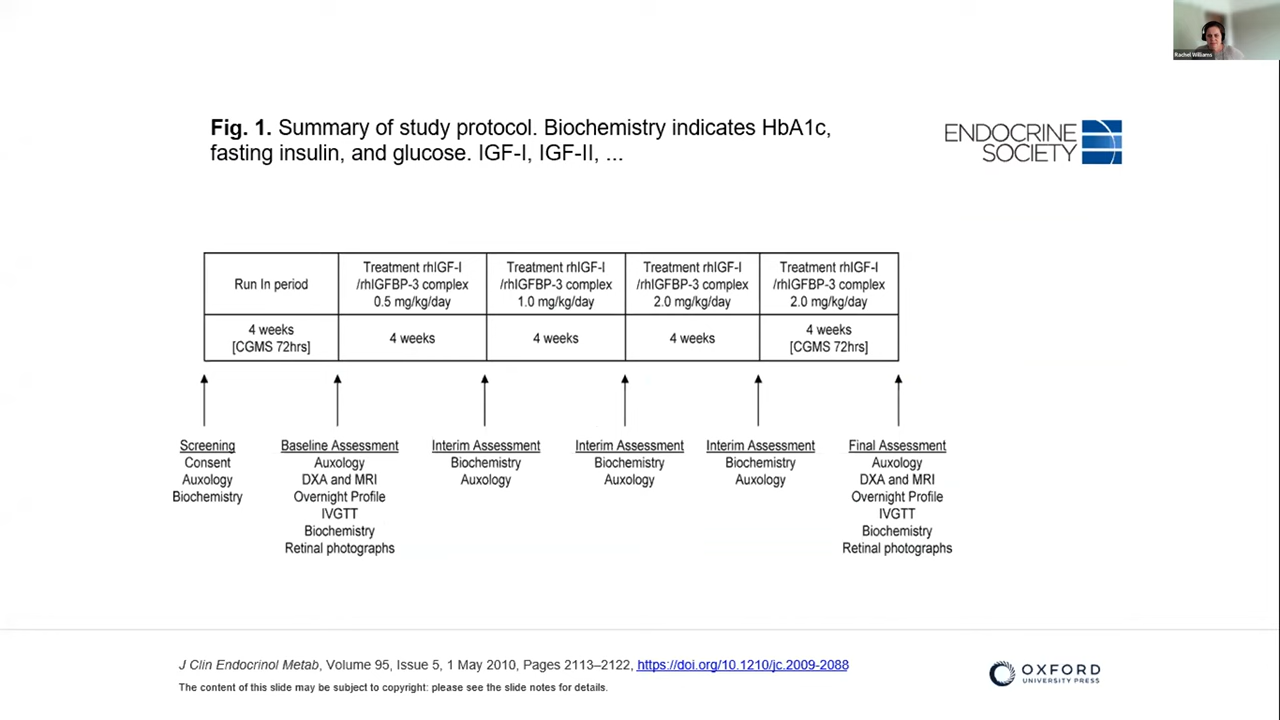 Rachel Williams
Fig. 1. Summary of study protocol. Biochemistry indicates HbA1c,
fasting insulin, and glucose. IGF-I, IGF-II, ...
ENDOCRINE
SOCIETY
Run In period
Treatment rhIGF-I
/rhIGFBP-3 complex
0.5 mg/kg/day
Treatment rhIGF-I
/rhIGFBP-3 complex
1.0 mg/kg/day
Treatment rhIGF-I
/rhIGFBP-3 complex
2.0 mg/kg/day
Treatment rhIGF-I
/rhIGFBP-3 complex
2.0 mg/kg/day
4 weeks
[CGMS 72hrs]
4 weeks
4 weeks
4 weeks
4 weeks
[CGMS 72hrs]
Screening
Consent
Auxology
Biochemistry
Baseline Assessment
Auxology
DXA and MRI
Overnight Profile
IVGTT
Biochemistry
Retinal photographs
Interim Assessment
Biochemistry
Auxology
Interim Assessment
Biochemistry
Auxology
Interim Assessment
Biochemistry
Auxology
Final Assessment
Auxology
DXA and MRI
Overnight Profile
IVGTT
Biochemistry
Retinal photographs
J Clin Endocrinol Metab, Volume 95, Issue 5, 1 May 2010, Pages 2113–2122, https://doi.org/10.1210/jc.2009-2088
The content of this slide may be subject to copyright: please see the slide notes for details.
OXFORD
UNIVERSITY PRESS